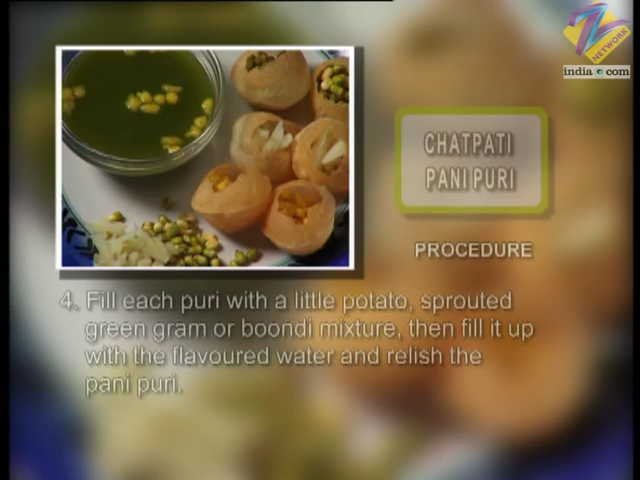 Z
NETWORK
india.com
CHATPATI
PANI PURI
PROCEDURE
4. Fill each puri with a little potato, sprouted
green gram or boondi mixture, then fill it up
with the flavoured water and relish the
pani puri.